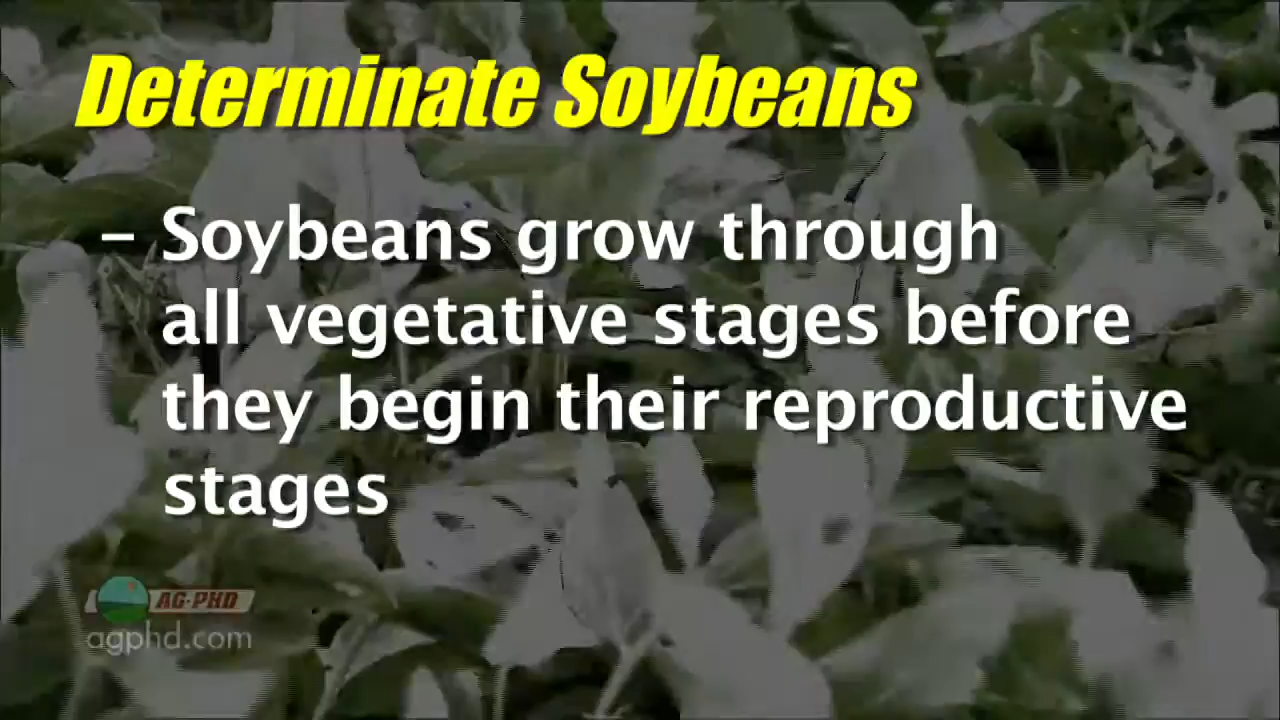 Determinate Soybeans
– Soybeans grow through
all vegetative stages before
they begin their reproductive
stages
AG•PHD
agphd.com